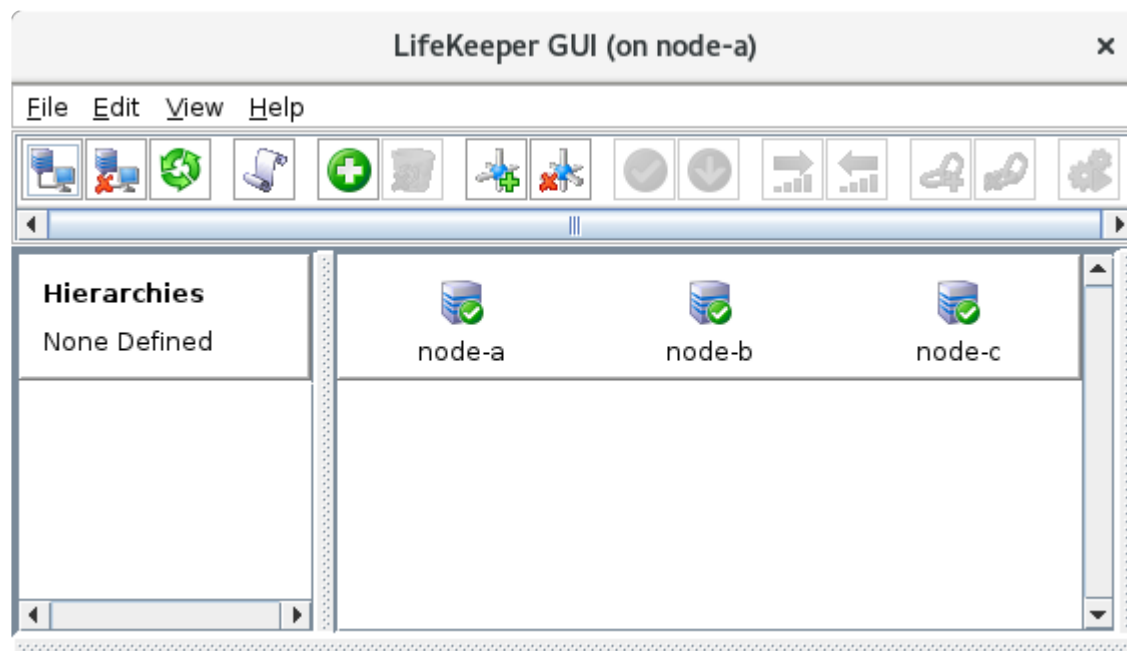 LifeKeeper GUI (on node-a)
File Edit View Help
Hierarchies
None Defined
node-a node-b node-c